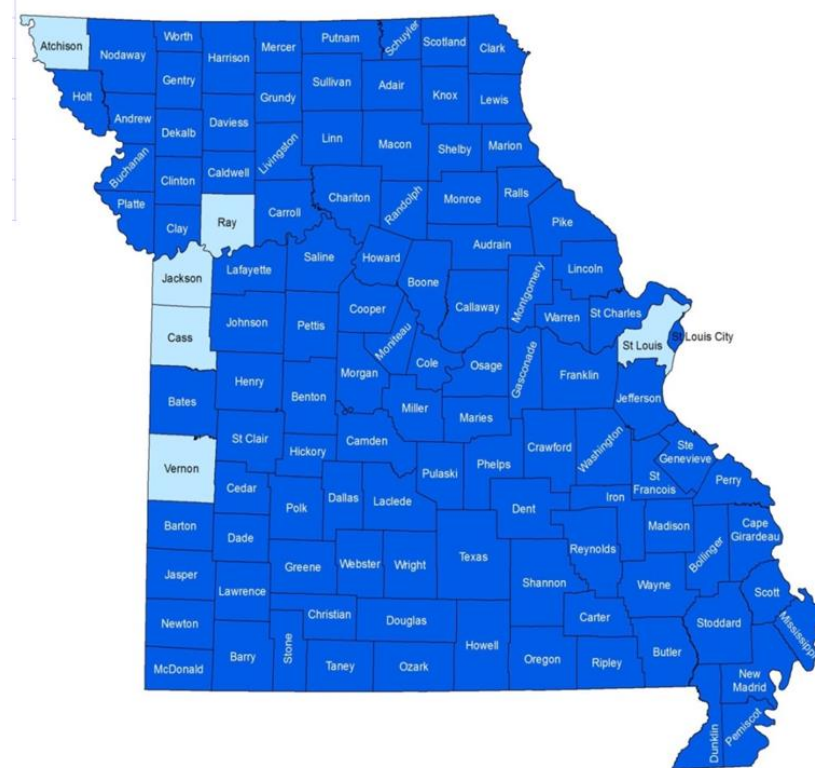 Atchison
Nodaway
Worth
Harrison
Mercer
Putnam
Schuyler
Scotland
Clark
Holt
Gentry
Grundy
Sullivan
Adair
Knox
Lewis
Andrew
Dekalb
Daviess
Livingston
Linn
Macon
Shelby
Marion
Buchanan
Clinton
Caldwell
Platte
Clay
Ray
Carroll
Chariton
Randolph
Monroe
Ralls
Pike
Audrain
Jackson
Lafayette
Saline
Howard
Boone
Callaway
Montgomery
Lincoln
Cass
Johnson
Pettis
Cooper
Moniteau
Cole
Osage
Gasconade
Warren
St Charles
St Louis
St Louis City
Bates
Henry
Benton
Morgan
Miller
Maries
Franklin
Jefferson
Vernon
St Clair
Hickory
Camden
Pulaski
Phelps
Crawford
Washington
Ste
Genevieve
St
Francois
Perry
Cedar
Polk
Dallas
Laclede
Dent
Iron
Madison
Bollinger
Cape
Girardeau
Barton
Dade
Greene
Webster
Wright
Texas
Reynolds
Shannon
Wayne
Scott
Mississippi
Jasper
Lawrence
Christian
Douglas
Carter
Stoddard
Newton
Stone
Howell
McDonald
Barry
Taney
Ozark
Oregon
Ripley
Butler
New
Madrid
Dunklin
Pemiscot